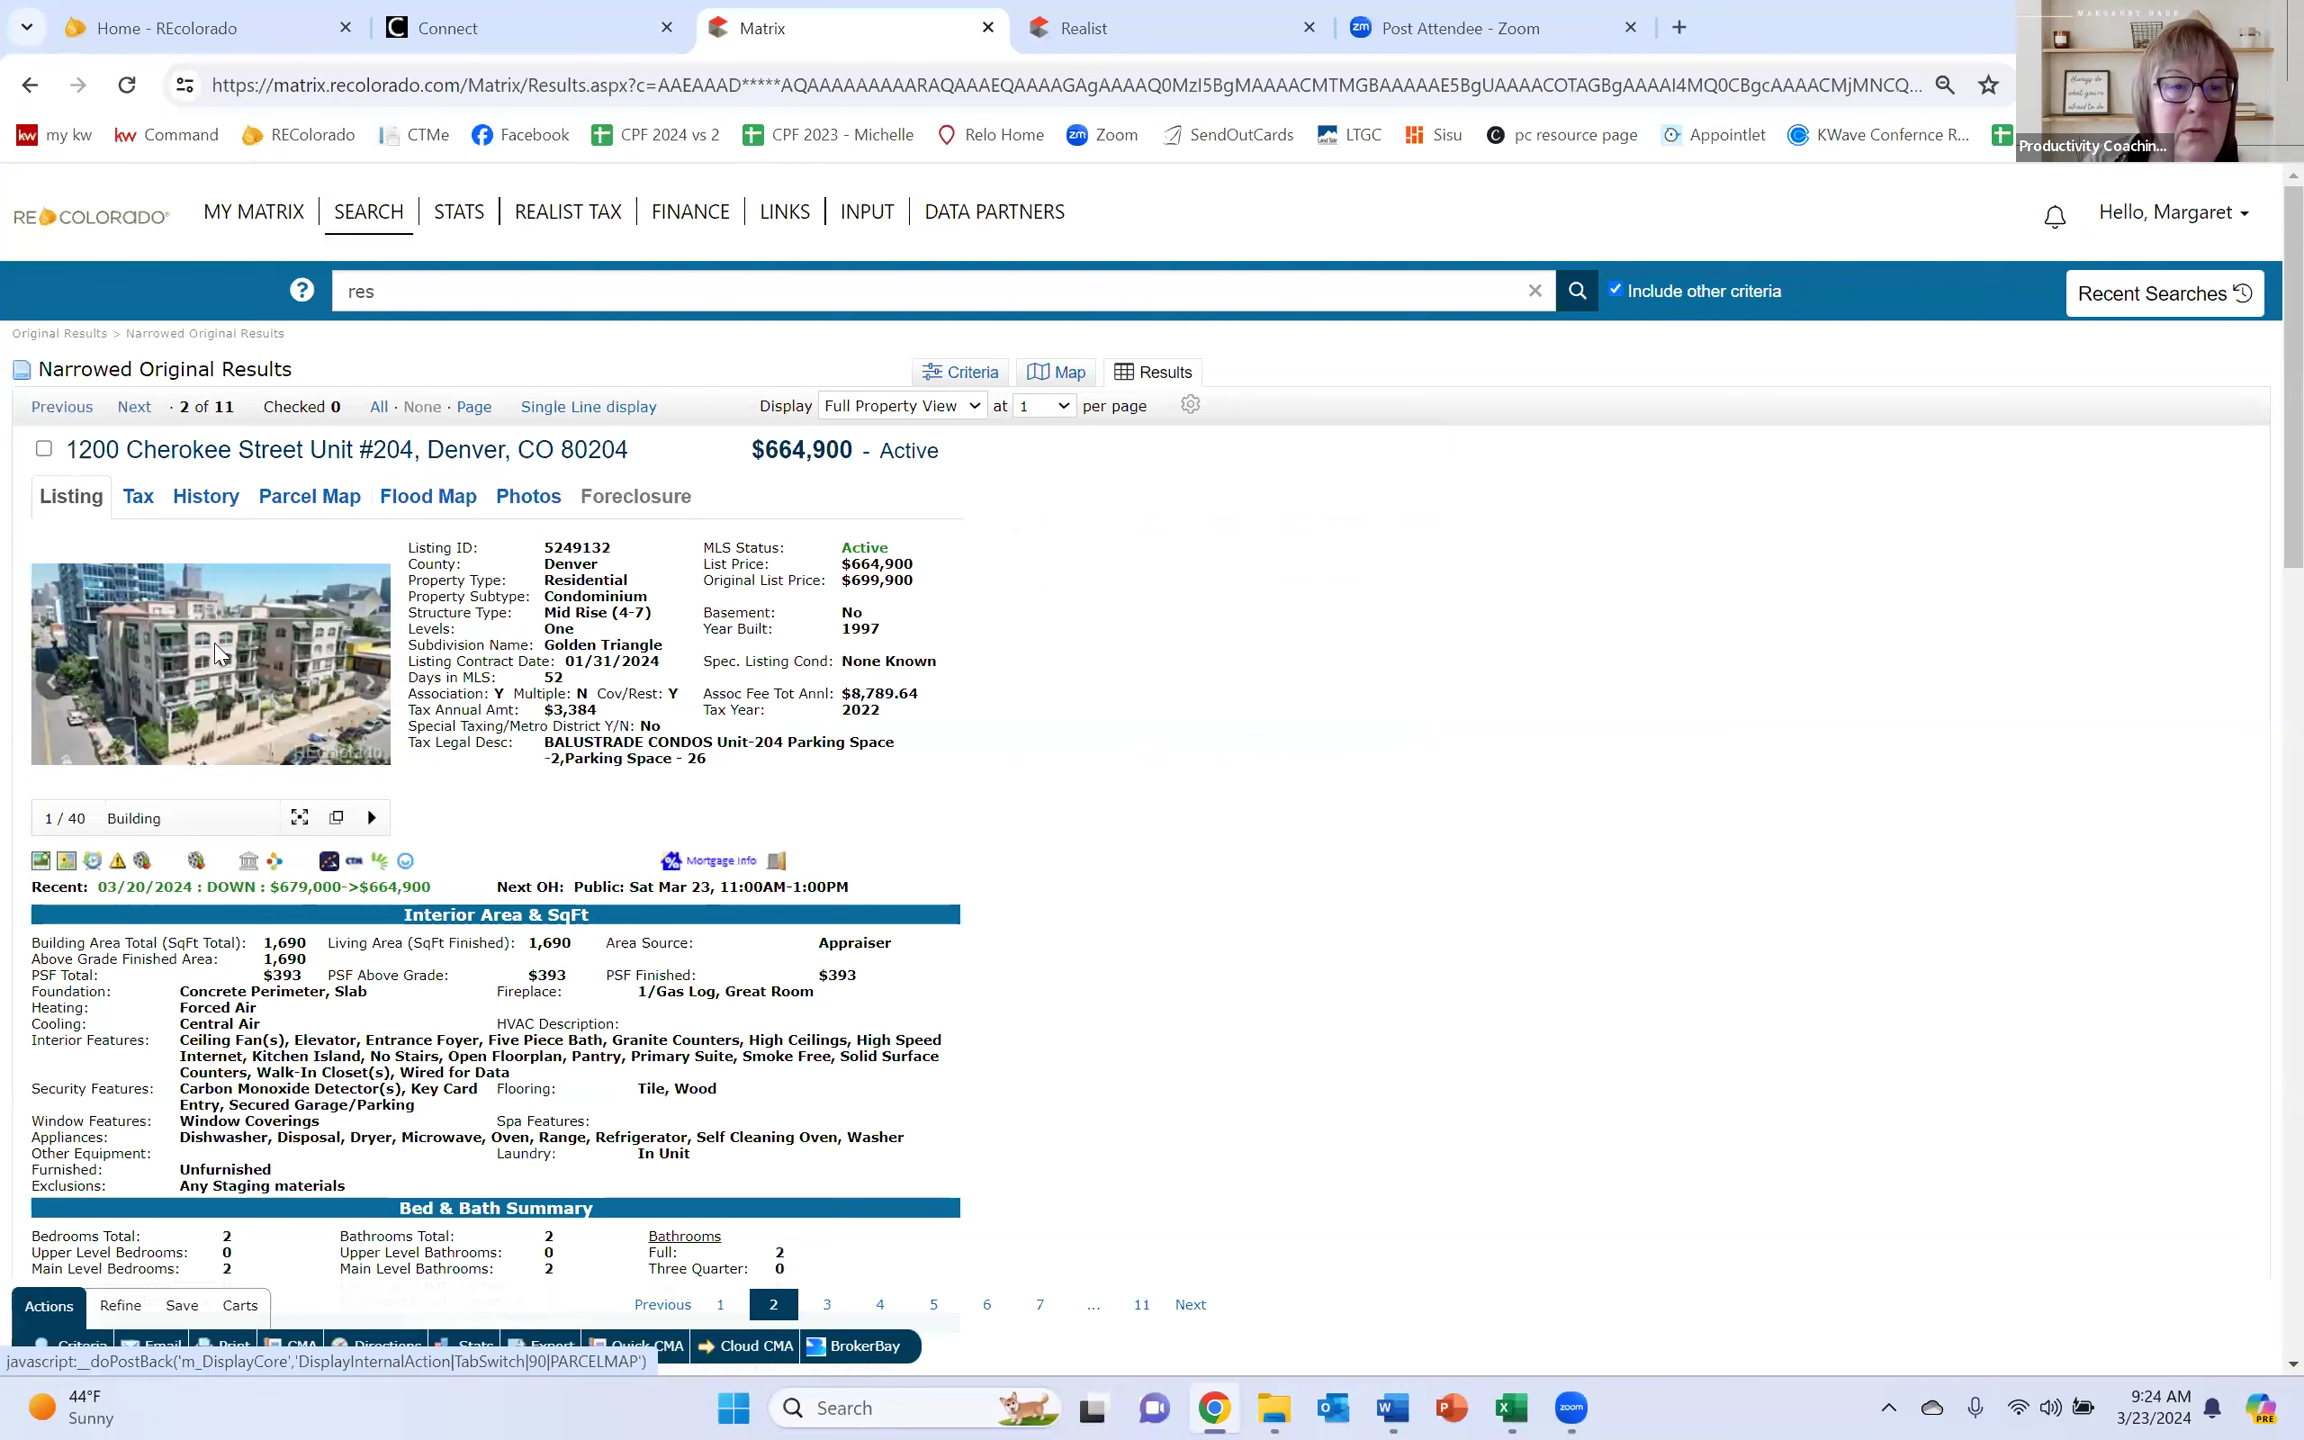 Home - REcolorado
Connect
Matrix
Realist
Post Attendee - Zoom
https://matrix.recolorado.com/Matrix/Results.aspx?c=AAEAAAD*****AQAAAAAAAAARAQAAAEQAAAAGAgAAAAQ0MzI5BgMAAAACMTMGBAAAAAE5BgUAAAACOTAGBgAAAAI4MQ0CBgcAAAACMjMNCQ...
my kw
Command
REColorado
CTMe
Facebook
CPF 2024 vs 2
CPF 2023 - Michelle
Relo Home
Zoom
SendOutCards
LTGC
Sisu
pc resource page
Appointlet
KWave Confernce R...
Productivity Coachin...
RECOLORADO
MY MATRIX
SEARCH
STATS
REALIST TAX
FINANCE
LINKS
INPUT
DATA PARTNERS
Hello, Margaret
res
Include other criteria
Recent Searches
Original Results > Narrowed Original Results
Narrowed Original Results
Criteria
Map
Results
Previous Next · 2 of 11 Checked 0 All · None · Page Single Line display Display Full Property View at 1 per page
1200 Cherokee Street Unit #204, Denver, CO 80204 $664,900 - Active
Listing Tax History Parcel Map Flood Map Photos Foreclosure
Listing ID: 5249132 MLS Status: Active
County: Denver List Price: $664,900
Property Type: Residential Original List Price: $699,900
Property Subtype: Condominium
Structure Type: Mid Rise (4-7) Basement: No
Levels: One Year Built: 1997
Subdivision Name: Golden Triangle
Listing Contract Date: 01/31/2024 Spec. Listing Cond: None Known
Days in MLS: 52
Association: Y Multiple: N Cov/Rest: Y Assoc Fee Tot Annl: $8,789.64
Tax Annual Amt: $3,384 Tax Year: 2022
Special Taxing/Metro District Y/N: No
Tax Legal Desc: BALUSTRADE CONDOS Unit-204 Parking Space
-2,Parking Space - 26
REcolorado
1 / 40 Building
CTM
Mortgage Info
Recent: 03/20/2024 : DOWN : $679,000->$664,900 Next OH: Public: Sat Mar 23, 11:00AM-1:00PM
Interior Area & SqFt
Building Area Total (SqFt Total): 1,690 Living Area (SqFt Finished): 1,690 Area Source: Appraiser
Above Grade Finished Area: 1,690
PSF Total: $393 PSF Above Grade: $393 PSF Finished: $393
Foundation: Concrete Perimeter, Slab Fireplace: 1/Gas Log, Great Room
Heating: Forced Air
Cooling: Central Air HVAC Description:
Interior Features: Ceiling Fan(s), Elevator, Entrance Foyer, Five Piece Bath, Granite Counters, High Ceilings, High Speed
Internet, Kitchen Island, No Stairs, Open Floorplan, Pantry, Primary Suite, Smoke Free, Solid Surface
Counters, Walk-In Closet(s), Wired for Data
Security Features: Carbon Monoxide Detector(s), Key Card Flooring: Tile, Wood
Entry, Secured Garage/Parking
Window Features: Window Coverings Spa Features:
Appliances: Dishwasher, Disposal, Dryer, Microwave, Oven, Range, Refrigerator, Self Cleaning Oven, Washer
Other Equipment: Laundry: In Unit
Furnished: Unfurnished
Exclusions: Any Staging materials
Bed & Bath Summary
Bedrooms Total: 2 Bathrooms Total: 2 Bathrooms
Upper Level Bedrooms: 0 Upper Level Bathrooms: 0 Full: 2
Main Level Bedrooms: 2 Main Level Bathrooms: 2 Three Quarter: 0
Actions Refine Save Carts
Previous 1 2 3 4 5 6 7 ... 11 Next
Criteria Email Print CMA Directions Stats Export Quick CMA Cloud CMA BrokerBay
javascript:__doPostBack('m_DisplayCore','DisplayInternalAction|TabSwitch|90|PARCELMAP')
44°F
Sunny
Search
zoom
9:24 AM
3/23/2024
PRE